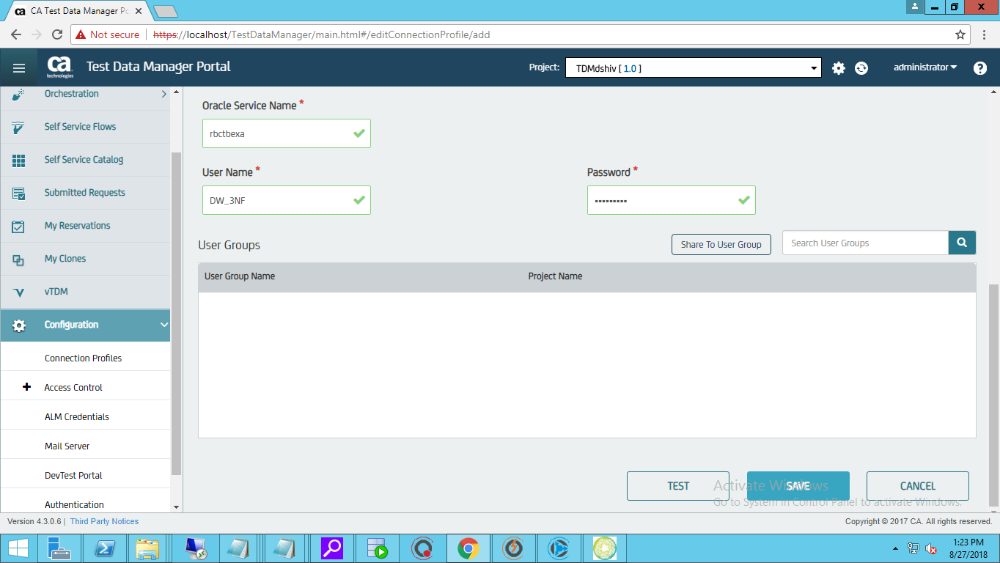 CA Test Data Manager Po
Not secure
https://localhost/TestDataManager/main.html#/editConnectionProfile/add
ca
technologies
Test Data Manager Portal
Project:
TDMdshiv [ 1.0 ]
administrator
?
Orchestration
Self Service Flows
Self Service Catalog
Submitted Requests
My Reservations
My Clones
vTDM
Configuration
Connection Profiles
Access Control
ALM Credentials
Mail Server
DevTest Portal
Authentication
Oracle Service Name *
rbctbexa
User Name *
DW_3NF
Password *
•••••••••
User Groups
Share To User Group
Search User Groups
User Group Name Project Name
TEST
SAVE
CANCEL
Activate Windows
Go to System in Control Panel to activate Windows.
Version 4.3.0.6 | Third Party Notices
Copyright © 2017 CA. All rights reserved.
1:23 PM
8/27/2018